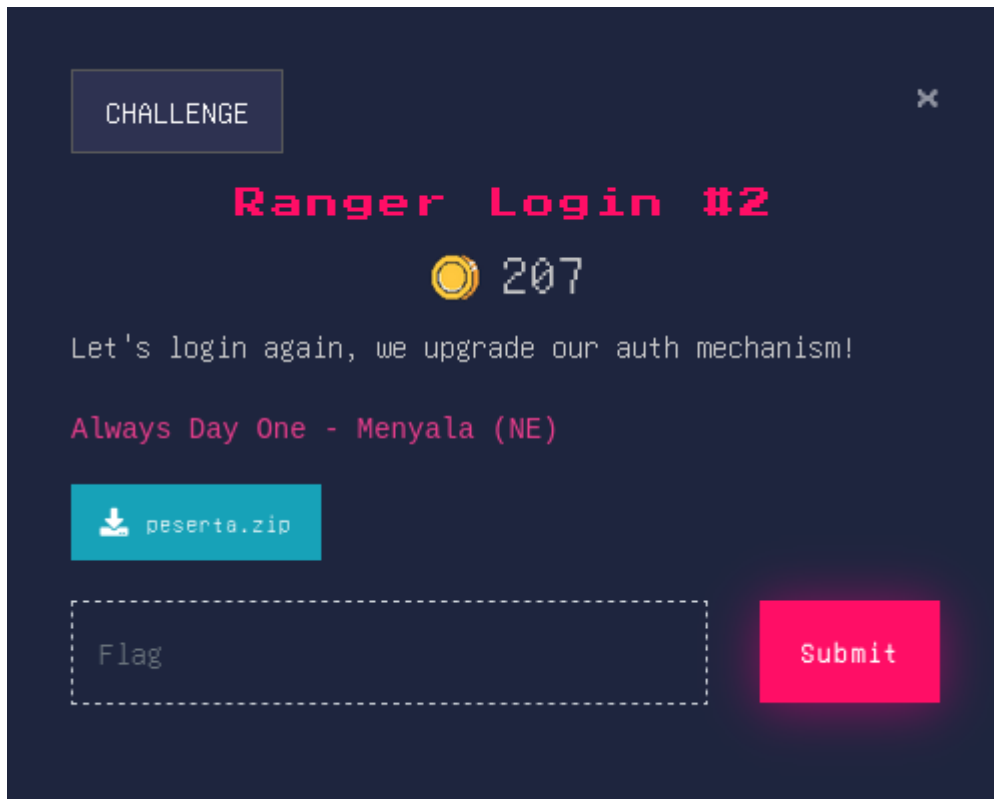 CHALLENGE
×
Ranger Login #2
207
Let's login again, we upgrade our auth mechanism!
Always Day One - Menyala (NE)
peserta.zip
Flag
Submit